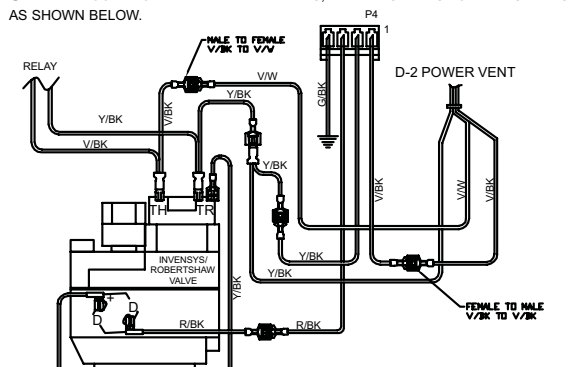 AS SHOWN BELOW.
P4
1
MALE TO FEMALE
V/BK TO V/W
RELAY
D-2 POWER VENT
V/W
Y/BK
V/BK
G/BK
Y/BK
V/BK
Y/BK
V/BK
V/W
V/BK
TH
TR
INVENSYS/
ROBERTSHAW
VALVE
Y/BK
Y/BK
Y/BK
FEMALE TO MALE
V/BK TO V/BK
+
D
D
R/BK
R/BK